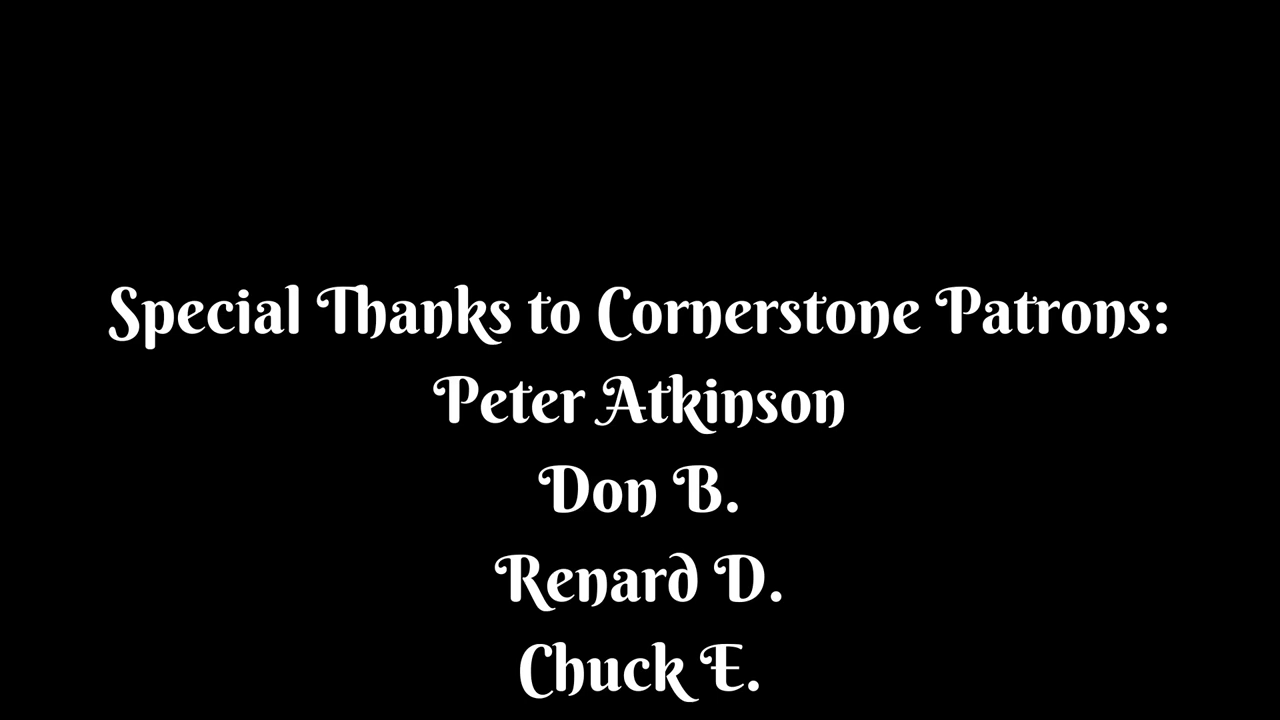 Special Thanks to Cornerstone Patrons:
Peter Atkinson
Don B.
Renard D.
Chuck E.